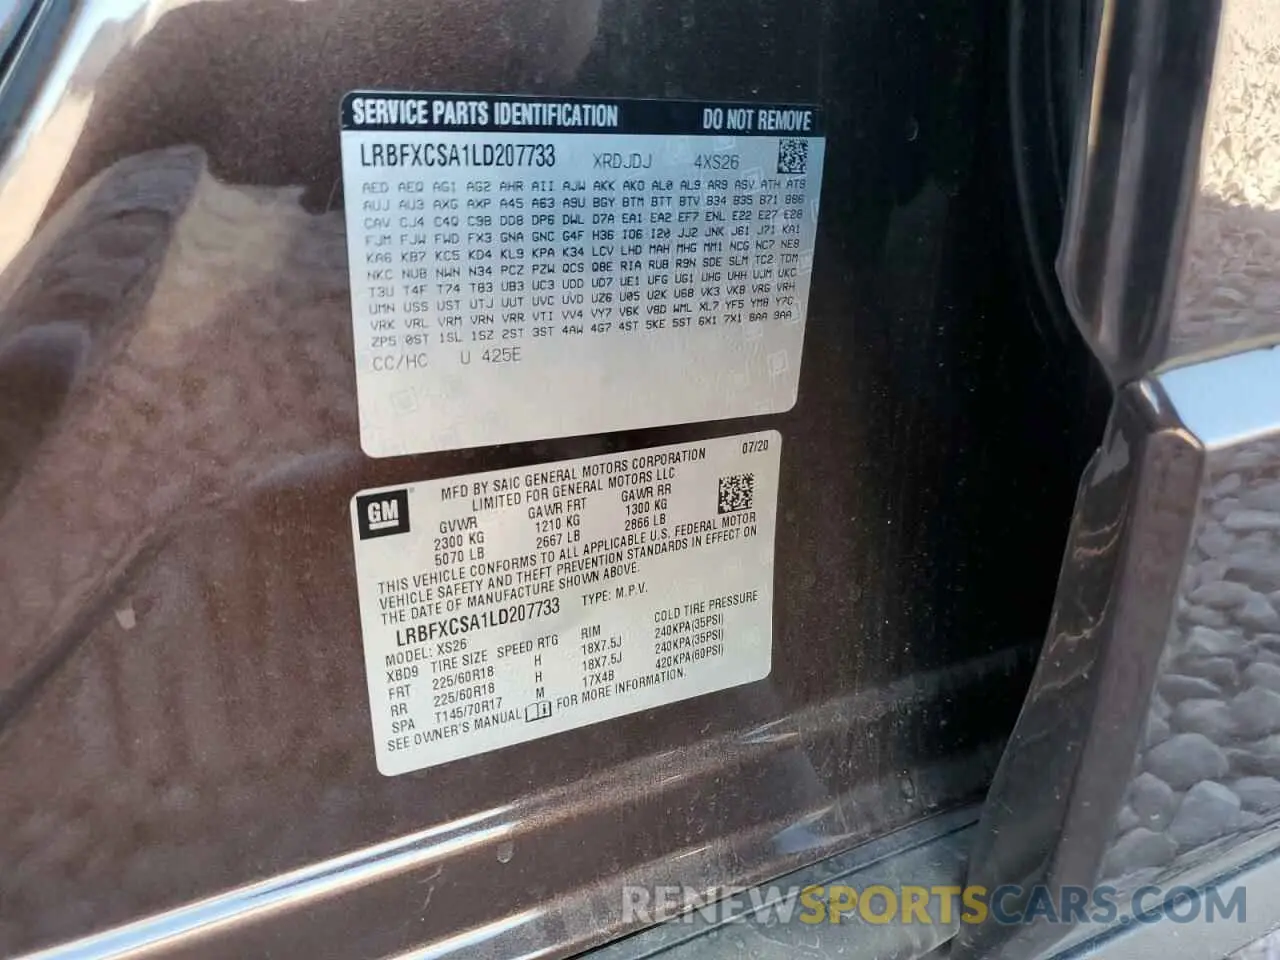 SERVICE PARTS IDENTIFICATION DO NOT REMOVE
LRBFXCSA1LD207733 XRDJDJ 4XS26
AED AEQ AG1 AG2 AHR AII AJW AKK AKO AL0 AL9 AR9 ASV ATH AT8
AUJ AU3 AXG AXP A45 A63 A9U BGY BTM BTT BTV B34 B35 B71 B86
CAV CJ4 C4Q C9B DD8 DP6 DWL D7A EA1 EA2 EF7 ENL E22 E27 E28
FJM FJW FWD FX3 GNA GNC G4F H36 IO6 I20 JJ2 JNK J61 J71 KA1
KA6 KB7 KC5 KD4 KL9 KPA K34 LCV LHD MAH MHG MM1 NCG NC7 NE8
NKC NUB NWN N34 PCZ PZW QCS Q8E RIA RU8 R9N SDE SLM TC2 TDM
T3U T4F T74 T83 UB3 UC3 UDD UD7 UE1 UFG UG1 UHG UHH UJM UKC
UMN USS UST UTJ UUT UVC UVD UZ6 U05 U2K U68 VK3 VK8 VRG VRH
VRK VRL VRM VRN VRR VTI VV4 VY7 V6K V8D WML XL7 YF5 YM8 Y7C
ZP5 0ST 1SL 1SZ 2ST 3ST 4AW 4G7 4ST 5KE 5ST 6X1 7X1 8AA 9AA
CC/HC U 425E
07/20
GM
MFD BY SAIC GENERAL MOTORS CORPORATION
LIMITED FOR GENERAL MOTORS LLC
GVWR GAWR FRT GAWR RR
2300 KG 1210 KG 1300 KG
5070 LB 2667 LB 2866 LB
THIS VEHICLE CONFORMS TO ALL APPLICABLE U.S. FEDERAL MOTOR
VEHICLE SAFETY AND THEFT PREVENTION STANDARDS IN EFFECT ON
THE DATE OF MANUFACTURE SHOWN ABOVE.
LRBFXCSA1LD207733 TYPE: M.P.V.
MODEL: XS26
XBD9 TIRE SIZE SPEED RTG RIM COLD TIRE PRESSURE
FRT 225/60R18 H 18X7.5J 240KPA(35PSI)
RR 225/60R18 H 18X7.5J 240KPA(35PSI)
SPA T145/70R17 M 17X4B 420KPA(60PSI)
SEE OWNER'S MANUAL FOR MORE INFORMATION.
RENEWSPORTSCARS.COM